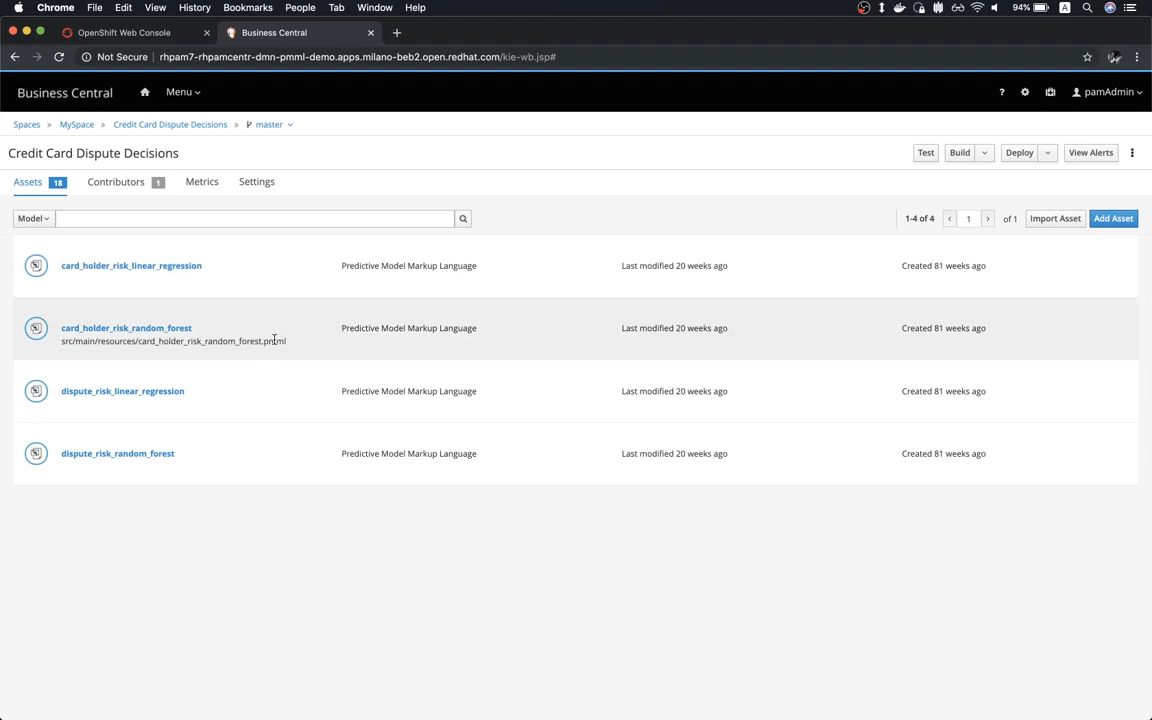 Chrome File Edit View History Bookmarks People Tab Window Help 94% A
OpenShift Web Console × Business Central × +
Not Secure | rhpam7-rhpamcentr-dmn-pmml-demo.apps.milano-beb2.open.redhat.com/kie-wb.jsp#
Business Central Menu ? pamAdmin
Spaces » MySpace » Credit Card Dispute Decisions » master
Credit Card Dispute Decisions Test Build Deploy View Alerts
Assets 18 Contributors 1 Metrics Settings
Model 1-4 of 4 < 1 > of 1 Import Asset Add Asset
card_holder_risk_linear_regression Predictive Model Markup Language Last modified 20 weeks ago Created 81 weeks ago
card_holder_risk_random_forest Predictive Model Markup Language Last modified 20 weeks ago Created 81 weeks ago
src/main/resources/card_holder_risk_random_forest.pmml
dispute_risk_linear_regression Predictive Model Markup Language Last modified 20 weeks ago Created 81 weeks ago
dispute_risk_random_forest Predictive Model Markup Language Last modified 20 weeks ago Created 81 weeks ago